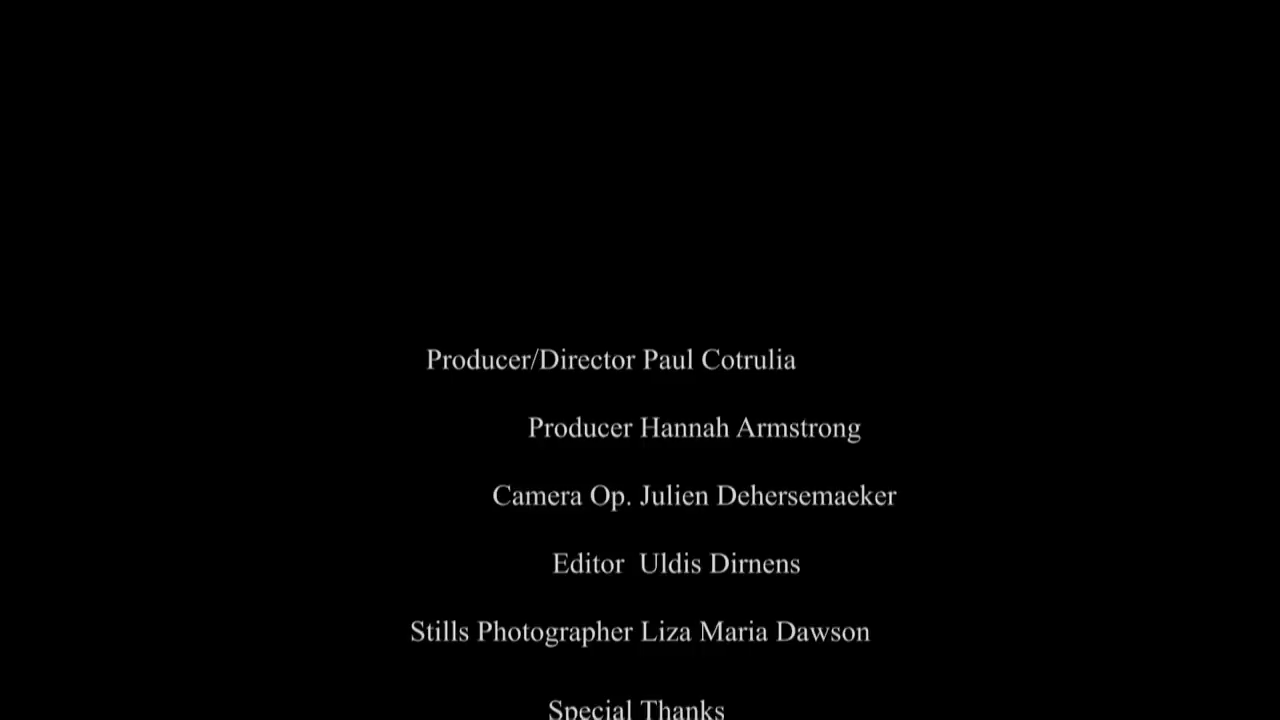 Producer/Director Paul Cotrulia
Producer Hannah Armstrong
Camera Op. Julien Dehersemaeker
Editor  Uldis Dirnens
Stills Photographer Liza Maria Dawson
Special Thanks